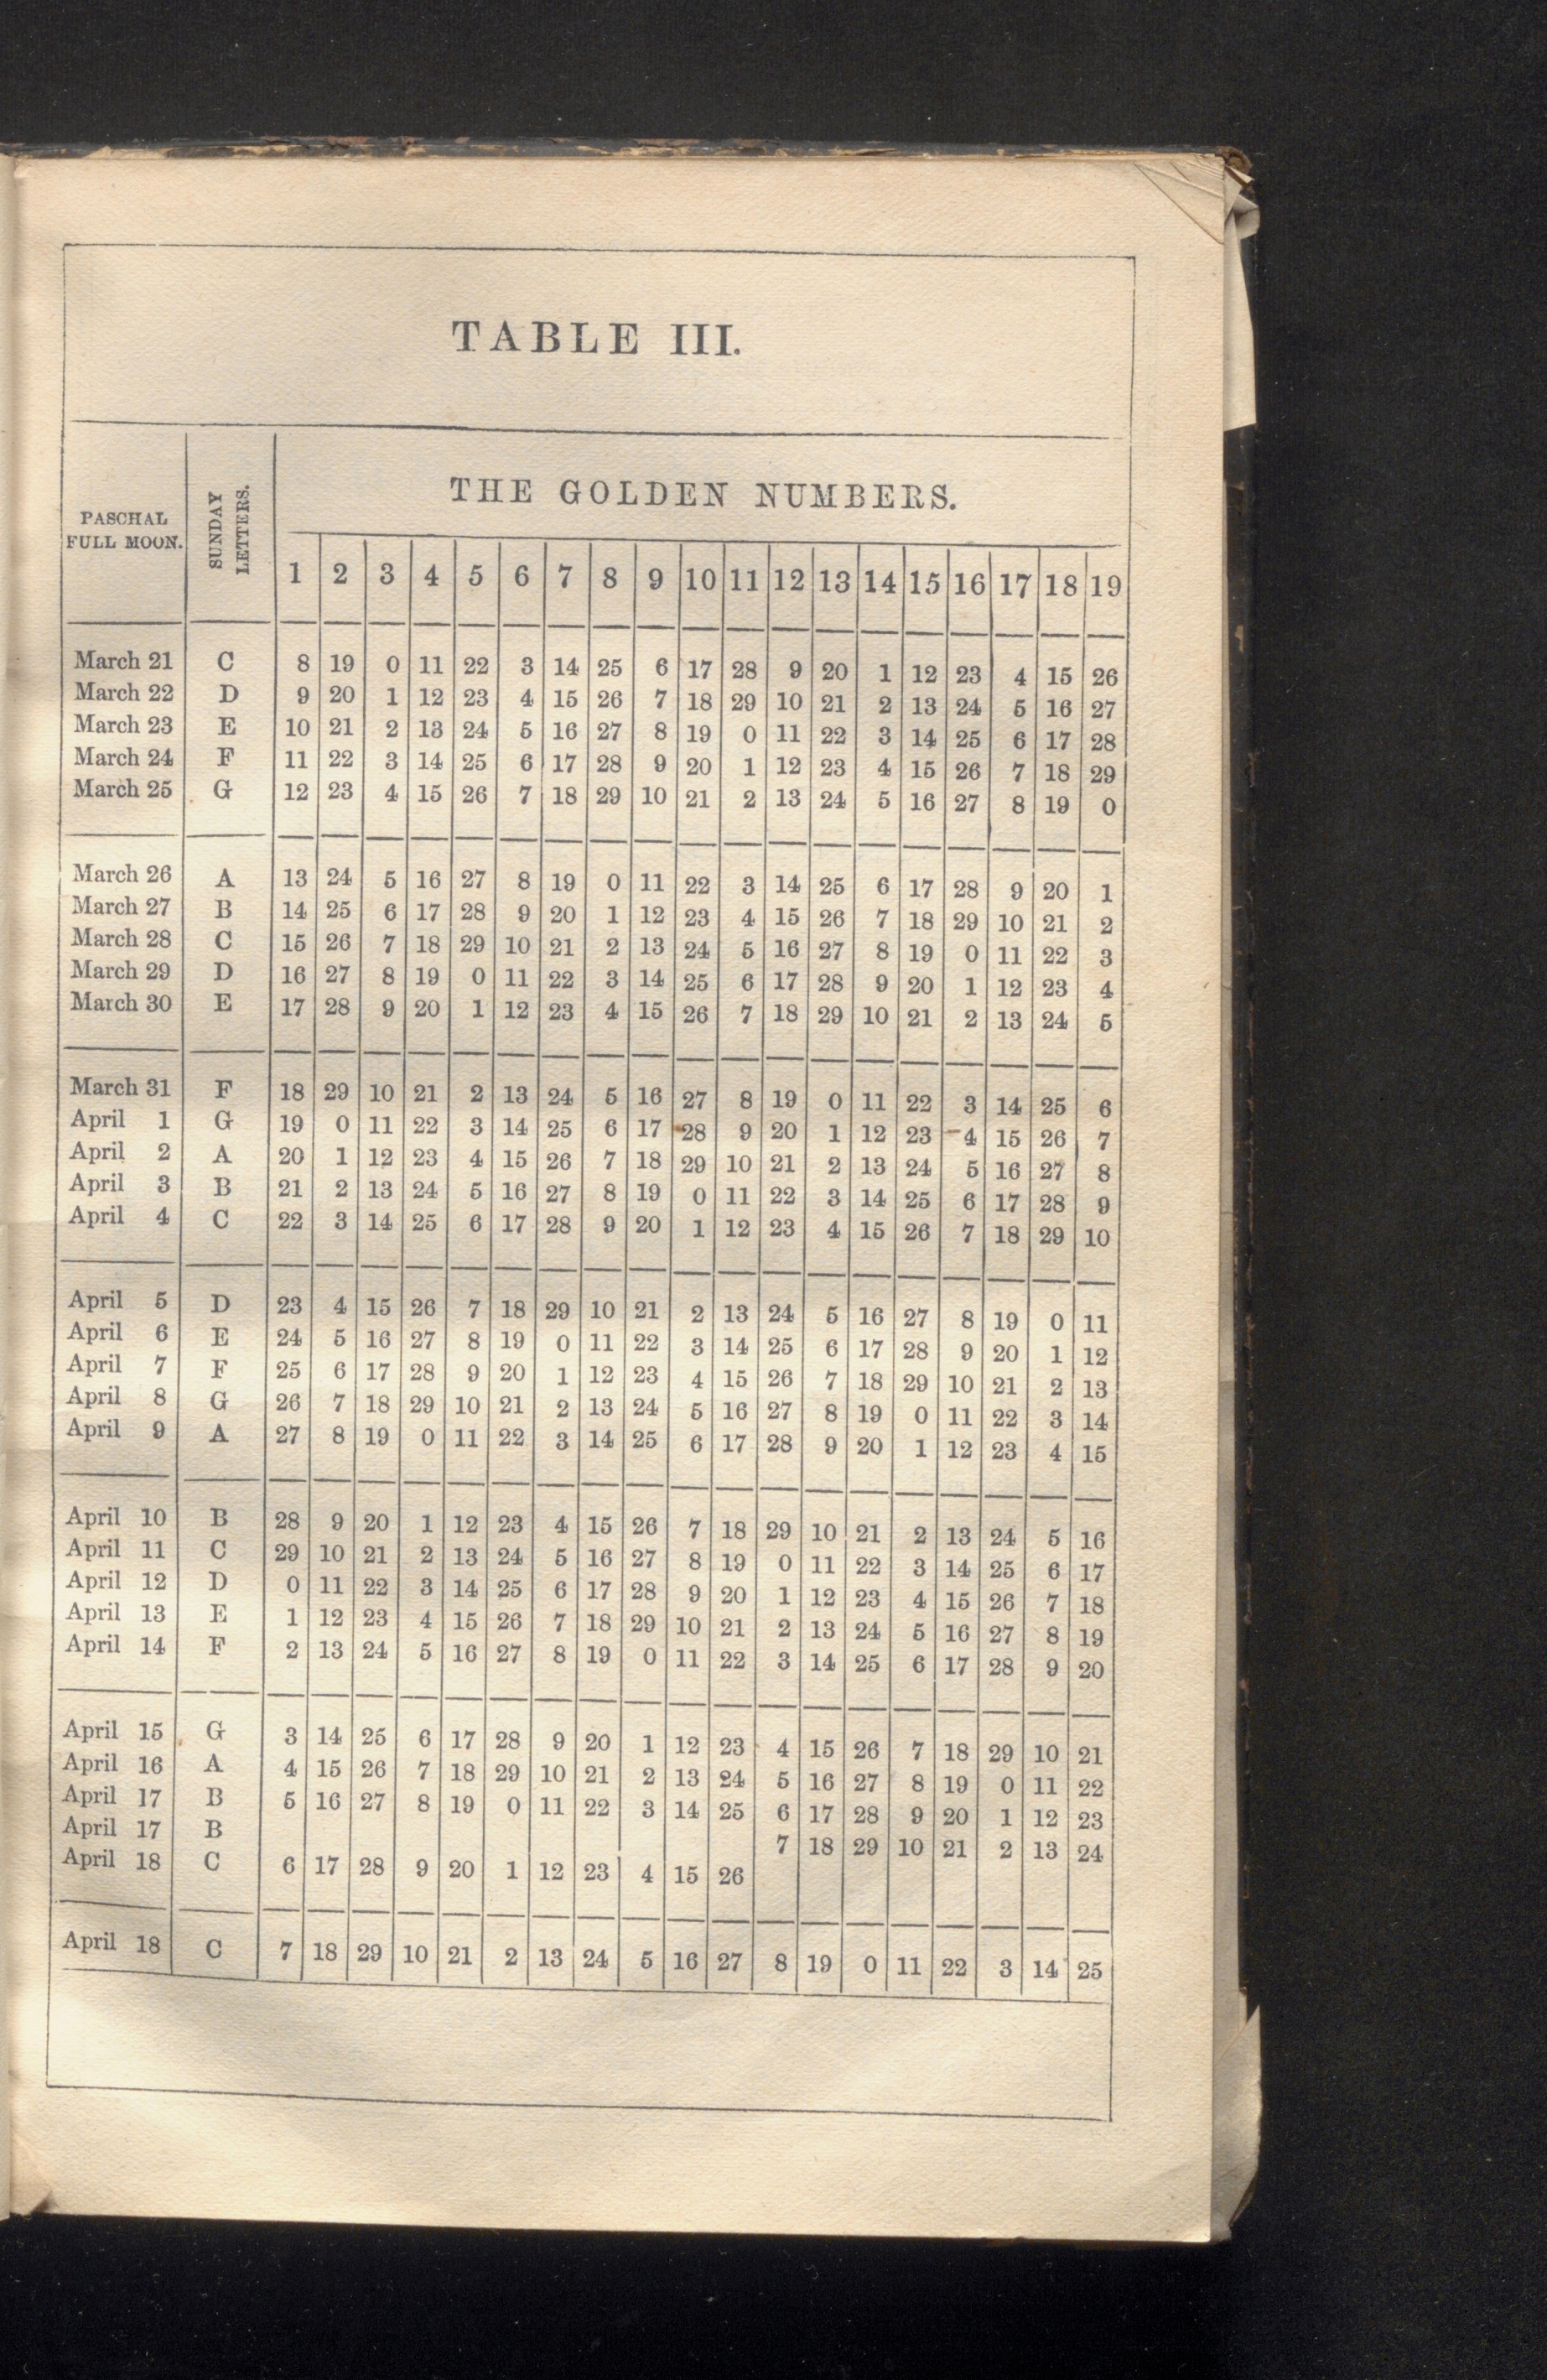 TABLE III.
PASCHAL FULL MOON.
SUNDAY LETTERS.
THE GOLDEN NUMBERS.
1 2 3 4 5 6 7 8 9 10 11 12 13 14 15 16 17 18 19
March 21 C 8 19 0 11 22 3 14 25 6 17 28 9 20 1 12 23 4 15 26
March 22 D 9 20 1 12 23 4 15 26 7 18 29 10 21 2 13 24 5 16 27
March 23 E 10 21 2 13 24 5 16 27 8 19 0 11 22 3 14 25 6 17 28
March 24 F 11 22 3 14 25 6 17 28 9 20 1 12 23 4 15 26 7 18 29
March 25 G 12 23 4 15 26 7 18 29 10 21 2 13 24 5 16 27 8 19 0
March 26 A 13 24 5 16 27 8 19 0 11 22 3 14 25 6 17 28 9 20 1
March 27 B 14 25 6 17 28 9 20 1 12 23 4 15 26 7 18 29 10 21 2
March 28 C 15 26 7 18 29 10 21 2 13 24 5 16 27 8 19 0 11 22 3
March 29 D 16 27 8 19 0 11 22 3 14 25 6 17 28 9 20 1 12 23 4
March 30 E 17 28 9 20 1 12 23 4 15 26 7 18 29 10 21 2 13 24 5
March 31 F 18 29 10 21 2 13 24 5 16 27 8 19 0 11 22 3 14 25 6
April 1 G 19 0 11 22 3 14 25 6 17 28 9 20 1 12 23 4 15 26 7
April 2 A 20 1 12 23 4 15 26 7 18 29 10 21 2 13 24 5 16 27 8
April 3 B 21 2 13 24 5 16 27 8 19 0 11 22 3 14 25 6 17 28 9
April 4 C 22 3 14 25 6 17 28 9 20 1 12 23 4 15 26 7 18 29 10
April 5 D 23 4 15 26 7 18 29 10 21 2 13 24 5 16 27 8 19 0 11
April 6 E 24 5 16 27 8 19 0 11 22 3 14 25 6 17 28 9 20 1 12
April 7 F 25 6 17 28 9 20 1 12 23 4 15 26 7 18 29 10 21 2 13
April 8 G 26 7 18 29 10 21 2 13 24 5 16 27 8 19 0 11 22 3 14
April 9 A 27 8 19 0 11 22 3 14 25 6 17 28 9 20 1 12 23 4 15
April 10 B 28 9 20 1 12 23 4 15 26 7 18 29 10 21 2 13 24 5 16
April 11 C 29 10 21 2 13 24 5 16 27 8 19 0 11 22 3 14 25 6 17
April 12 D 0 11 22 3 14 25 6 17 28 9 20 1 12 23 4 15 26 7 18
April 13 E 1 12 23 4 15 26 7 18 29 10 21 2 13 24 5 16 27 8 19
April 14 F 2 13 24 5 16 27 8 19 0 11 22 3 14 25 6 17 28 9 20
April 15 G 3 14 25 6 17 28 9 20 1 12 23 4 15 26 7 18 29 10 21
April 16 A 4 15 26 7 18 29 10 21 2 13 24 5 16 27 8 19 0 11 22
April 17 B 5 16 27 8 19 0 11 22 3 14 25 6 17 28 9 20 1 12 23
April 17 B 7 18 29 10 21 2 13 24
April 18 C 6 17 28 9 20 1 12 23 4 15 26
April 18 C 7 18 29 10 21 2 13 24 5 16 27 8 19 0 11 22 3 14 25